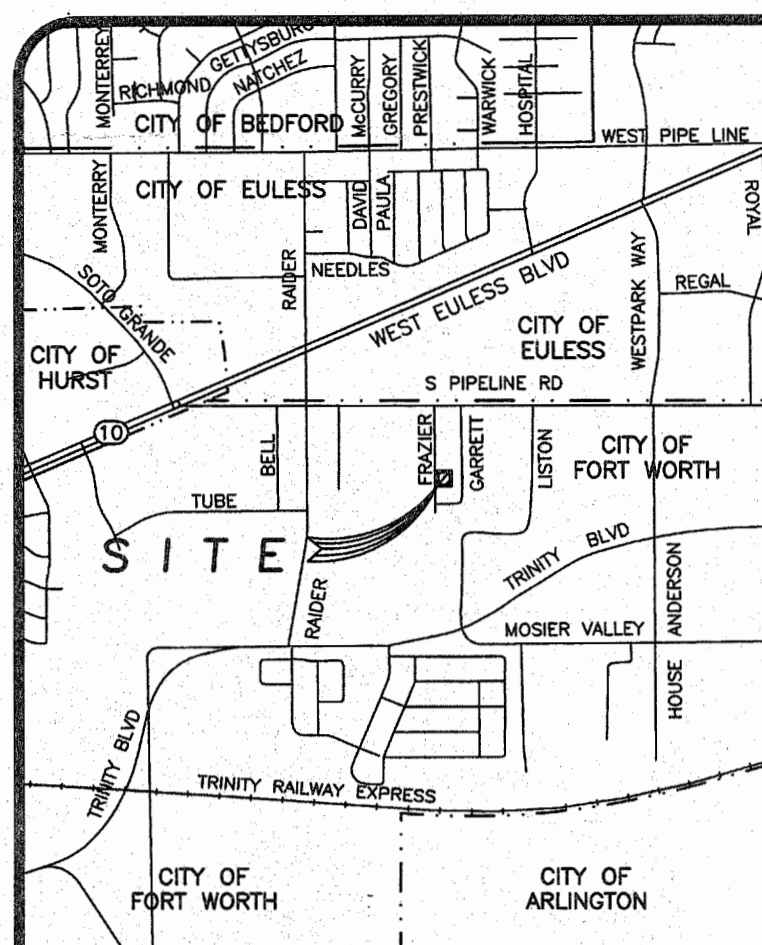 GETTYSBURG
MONTERREY
RICHMOND
NATCHEZ
McCURRY
GREGORY
PRESTWICK
WARWICK
HOSPITAL
CITY OF BEDFORD
WEST PIPE LINE
CITY OF EULESS
MONTERRY
DAVID
PAULA
ROYAL
RAIDER
NEEDLES
SOTO GRANDE
WEST EULESS BLVD
WESTPARK WAY
REGAL
CITY OF
EULESS
CITY OF
HURST
S PIPELINE RD
10
BELL
FRAZIER
GARRETT
LISTON
CITY OF
FORT WORTH
TUBE
SITE
TRINITY BLVD
RAIDER
MOSIER VALLEY
ANDERSON
HOUSE
TRINITY BLVD
TRINITY RAILWAY EXPRESS
CITY OF
FORT WORTH
CITY OF
ARLINGTON